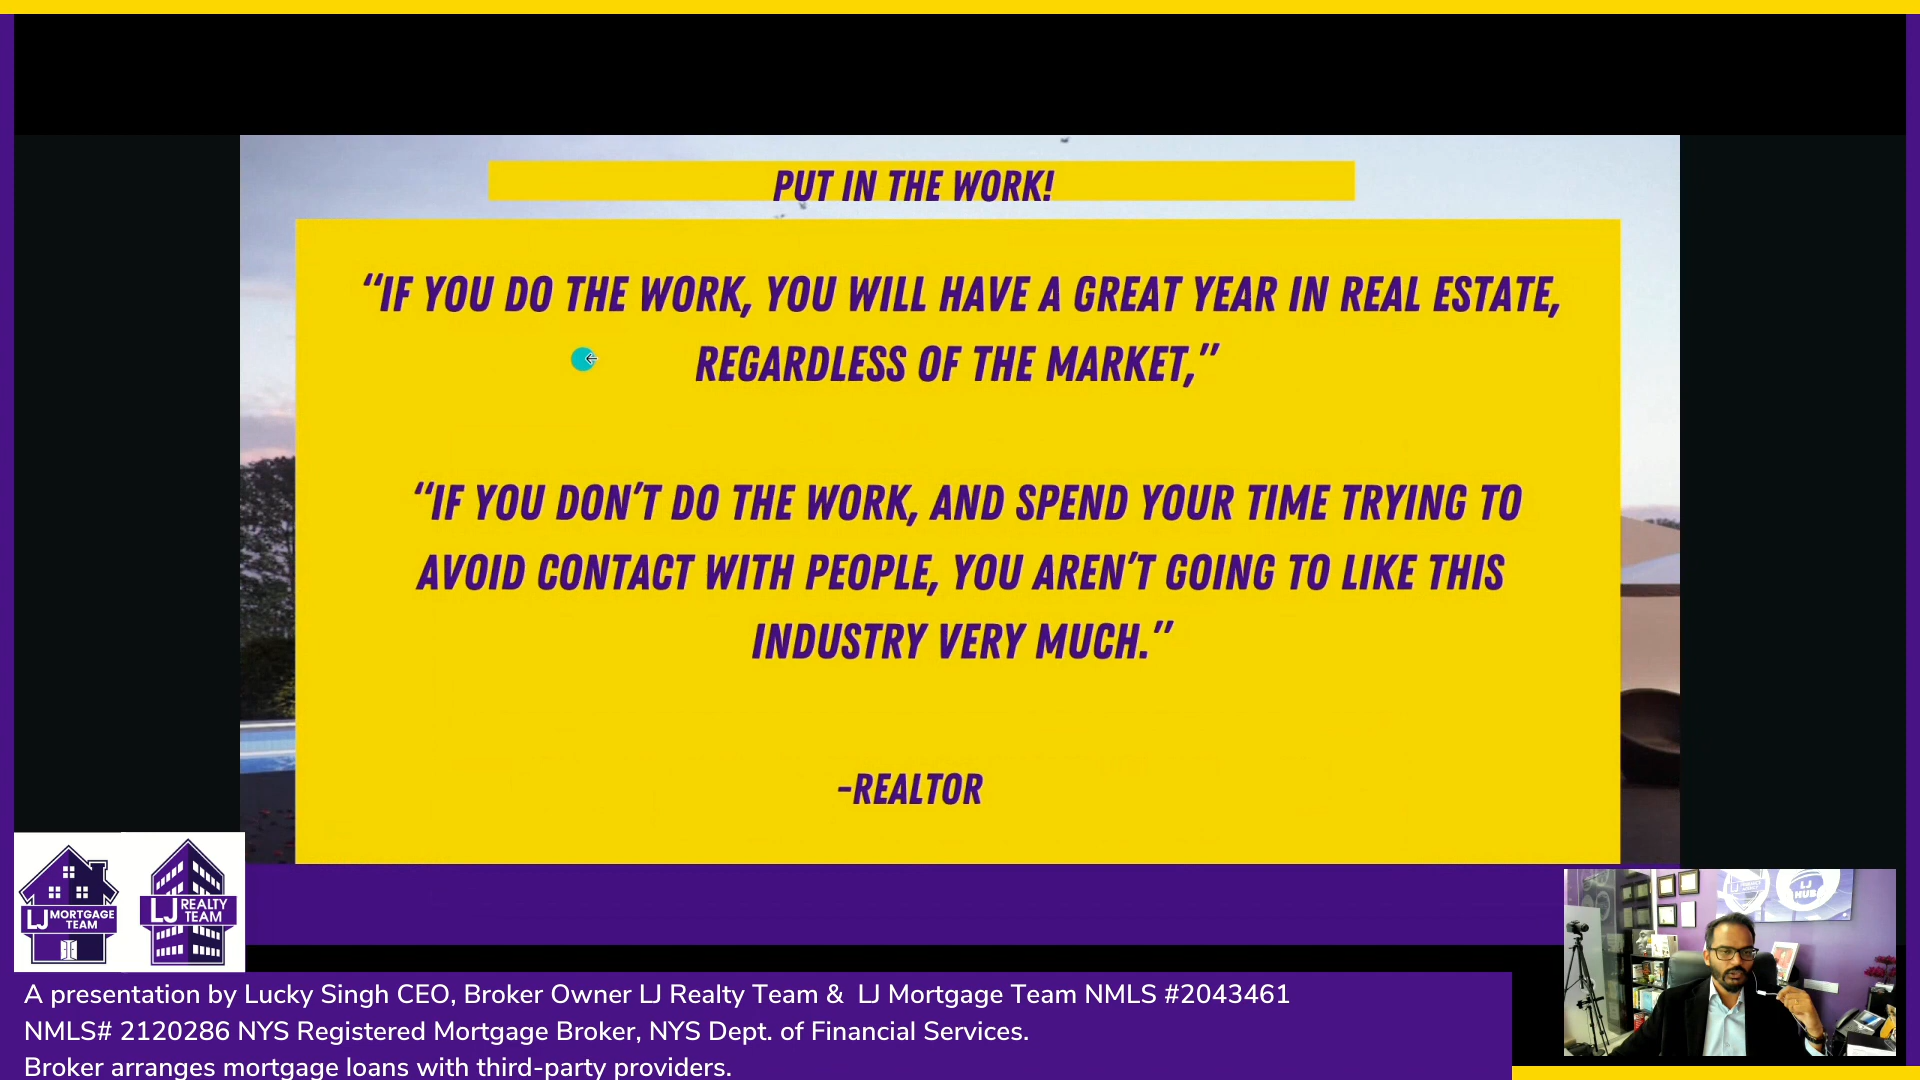 PUT IN THE WORK!
“IF YOU DO THE WORK, YOU WILL HAVE A GREAT YEAR IN REAL ESTATE,
REGARDLESS OF THE MARKET,”
“IF YOU DON’T DO THE WORK, AND SPEND YOUR TIME TRYING TO
AVOID CONTACT WITH PEOPLE, YOU AREN’T GOING TO LIKE THIS
INDUSTRY VERY MUCH.”
-REALTOR
LJ MORTGAGE
TEAM
LJ REALTY
TEAM
LJ
HUB
A presentation by Lucky Singh CEO, Broker Owner LJ Realty Team & LJ Mortgage Team NMLS #2043461
NMLS# 2120286 NYS Registered Mortgage Broker, NYS Dept. of Financial Services.
Broker arranges mortgage loans with third-party providers.